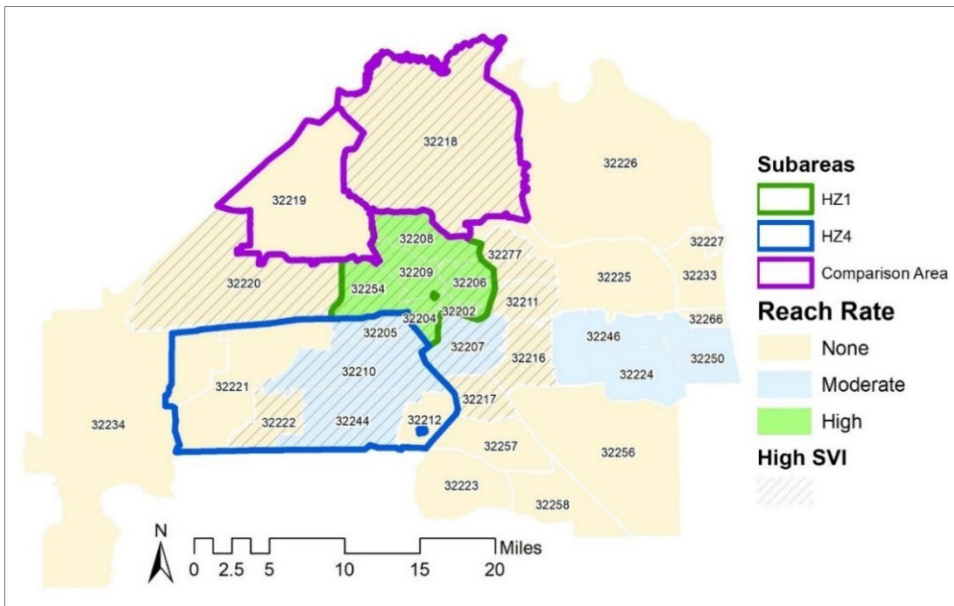 32218
32226
32219
32208
32277
32227
32220
32209
32206
32225
32233
32254
32211
32204
32202
32266
32205
32207
32246
32250
32210
32216
32224
32221
32217
32222
32244
32212
32234
32257
32256
32223
32258
N
Miles
0 2.5 5 10 15 20
Subareas
HZ1
HZ4
Comparison Area
Reach Rate
None
Moderate
High
High SVI